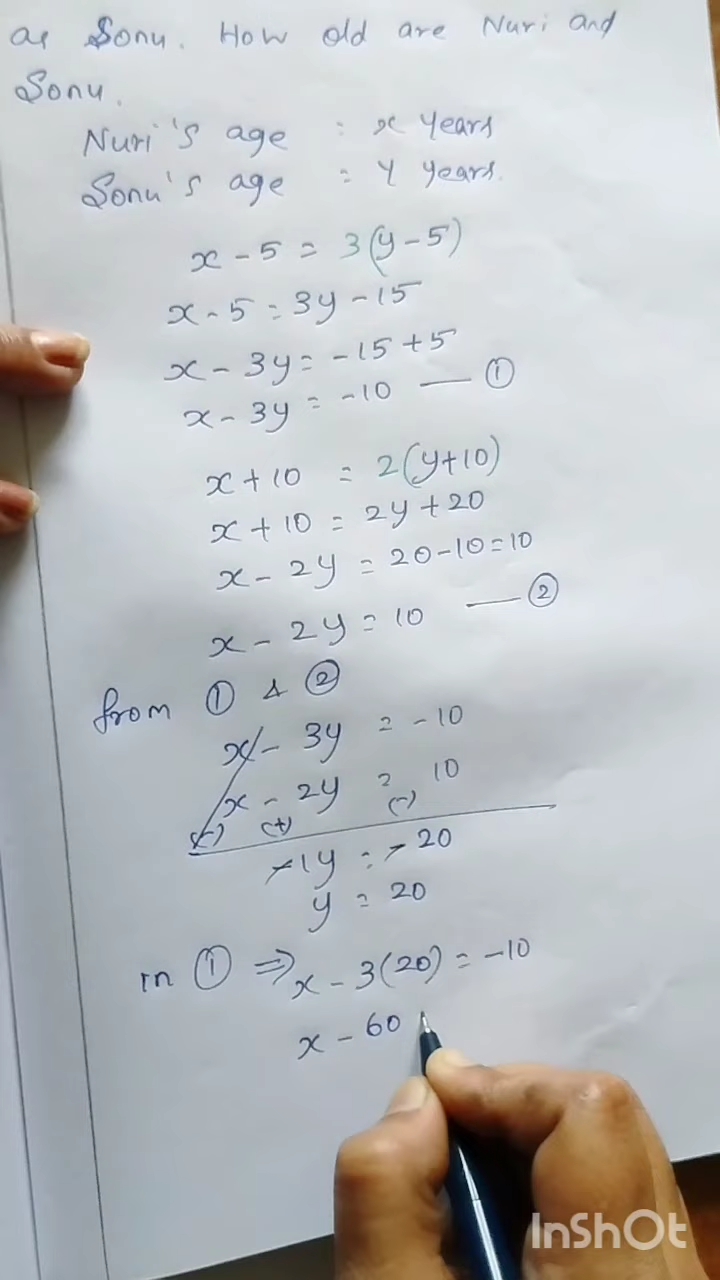 as Sonu. How old are Nuri and
Sonu.
Nuri's age : x years
Sonu's age = y years.
x - 5 = 3(y - 5)
x - 5 = 3y - 15
x - 3y = -15 + 5
x - 3y = -10 — ①
x + 10 = 2(y+10)
x + 10 = 2y + 20
x - 2y = 20 - 10 = 10
x - 2y = 10 — ②
from ① & ②
x - 3y = -10
x - 2y = 10
(-) (+) (-)
-1y = -20
y = 20
in ① ⇒ x - 3(20) = -10
x - 60
InShOt